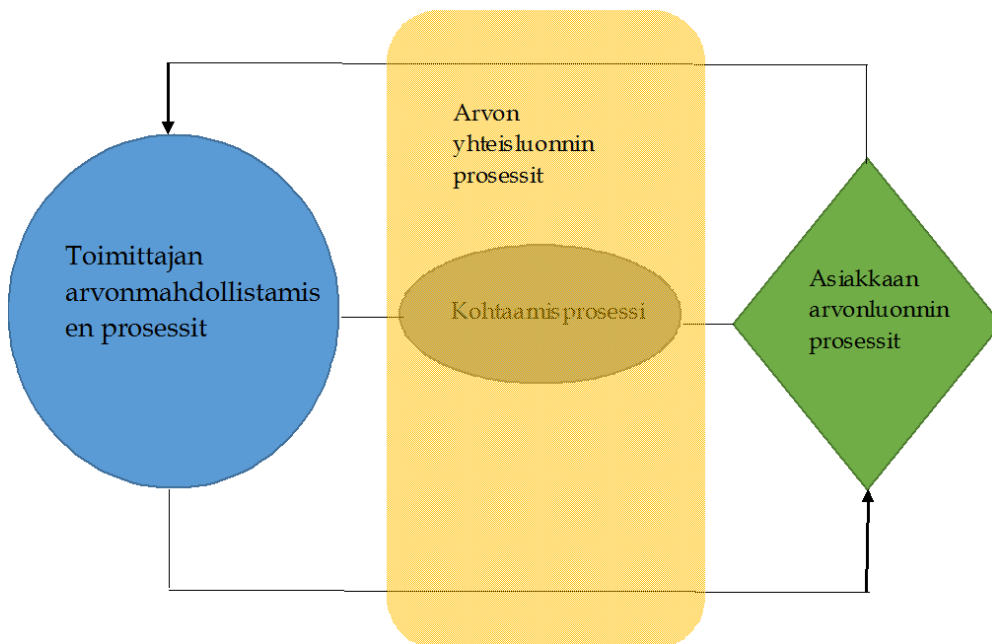 Arvon
yhteisluonnin
prosessit
Toimittajan
arvonmahdollistamis
en prosessit
Kohtaamisprosessi
Asiakkaan
arvonluonnin
prosessit